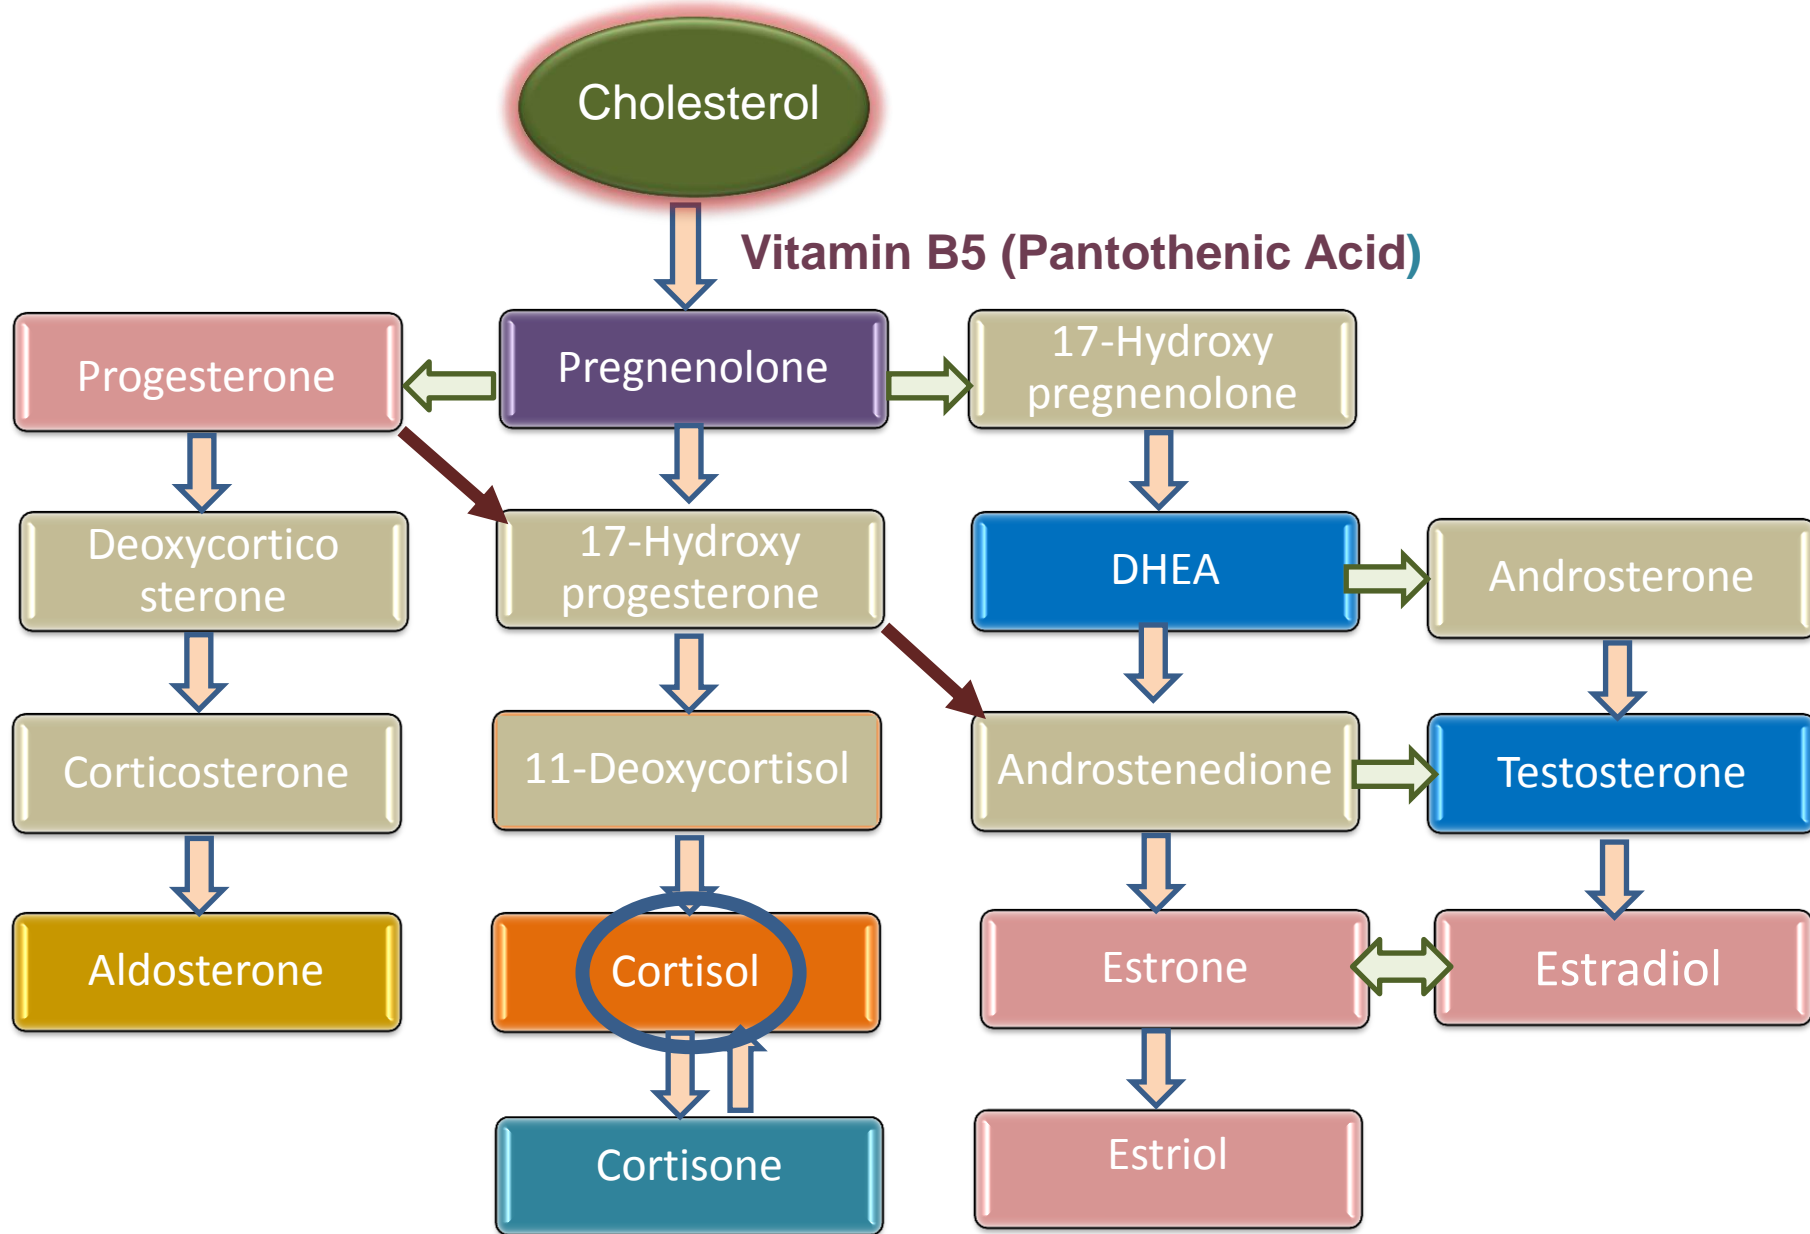 Cholesterol
Vitamin B5 (Pantothenic Acid)
Progesterone
Pregnenolone
17-Hydroxy
pregnenolone
Deoxycortico
sterone
17-Hydroxy
progesterone
DHEA
Androsterone
Corticosterone
11-Deoxycortisol
Androstenedione
Testosterone
Aldosterone
Cortisol
Estrone
Estradiol
Cortisone
Estriol